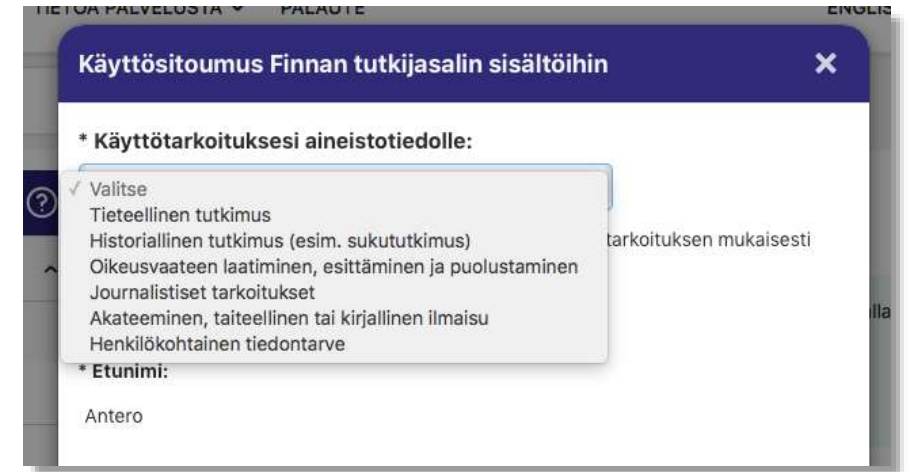 TIETOA PALVELUSTA PALAUTE ENGLIS
Käyttösitoumus Finnan tutkijasalin sisältöihin
* Käyttötarkoituksesi aineistotiedolle:
✓ Valitse
Tieteellinen tutkimus
Historiallinen tutkimus (esim. sukututkimus)
tarkoituksen mukaisesti
Oikeusvaateen laatiminen, esittäminen ja puolustaminen
Journalistiset tarkoitukset
Akateeminen, taiteellinen tai kirjallinen ilmaisu
Henkilökohtainen tiedontarve
* Etunimi:
Antero